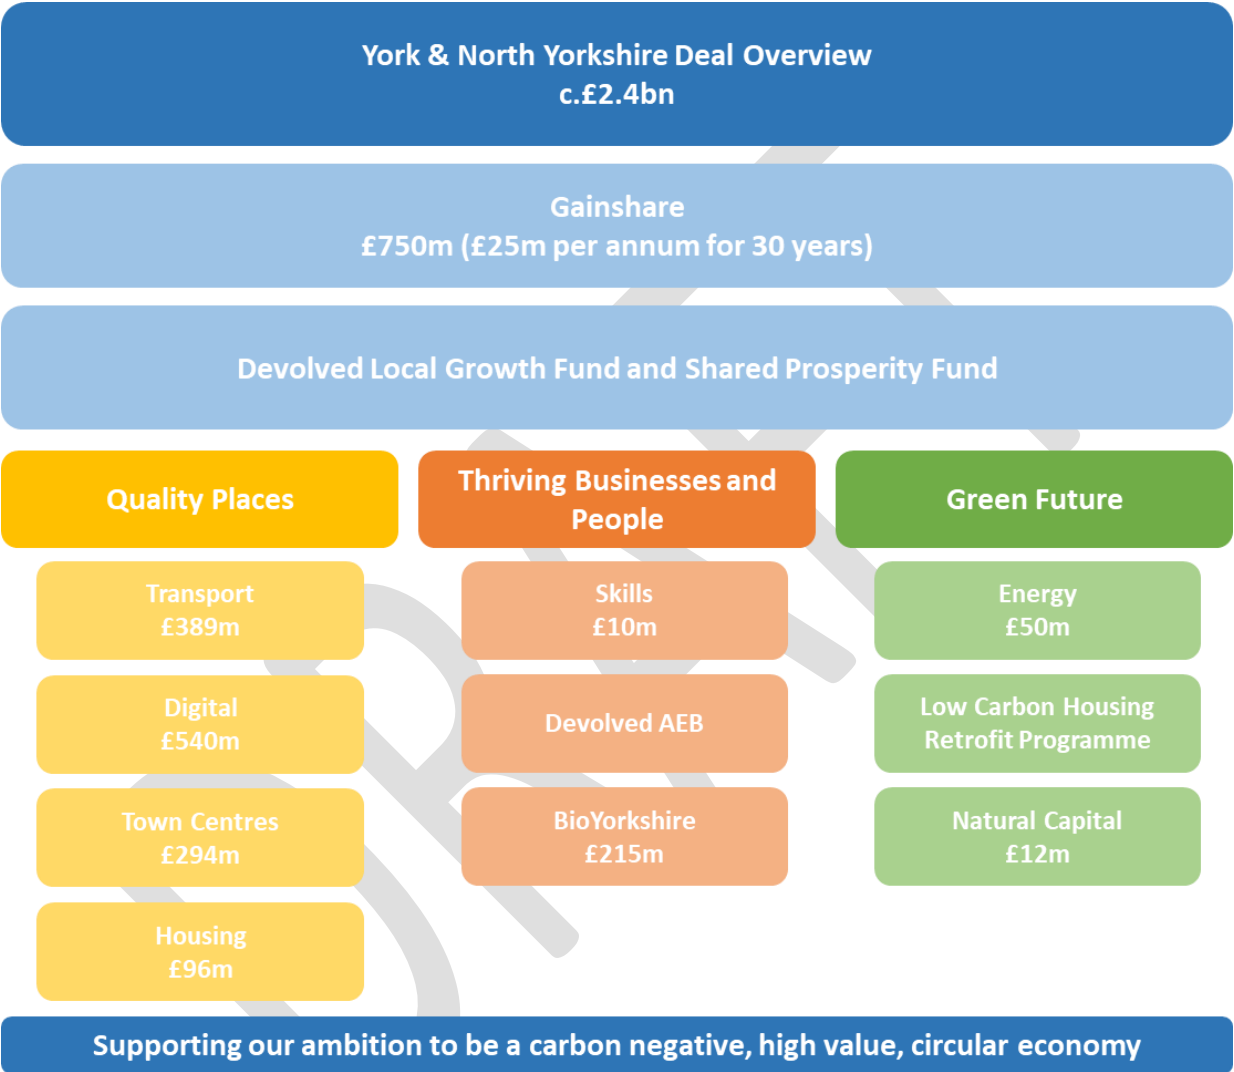 York & North Yorkshire Deal Overview
c.£2.4bn
Gainshare
£750m (£25m per annum for 30 years)
Devolved Local Growth Fund and Shared Prosperity Fund
Quality Places
Transport
£389m
Digital
£540m
Town Centres
£294m
Housing
£96m
Thriving Businesses and
People
Skills
£10m
Devolved AEB
BioYorkshire
£215m
Green Future
Energy
£50m
Low Carbon Housing
Retrofit Programme
Natural Capital
£12m
Supporting our ambition to be a carbon negative, high value, circular economy
DRAFT